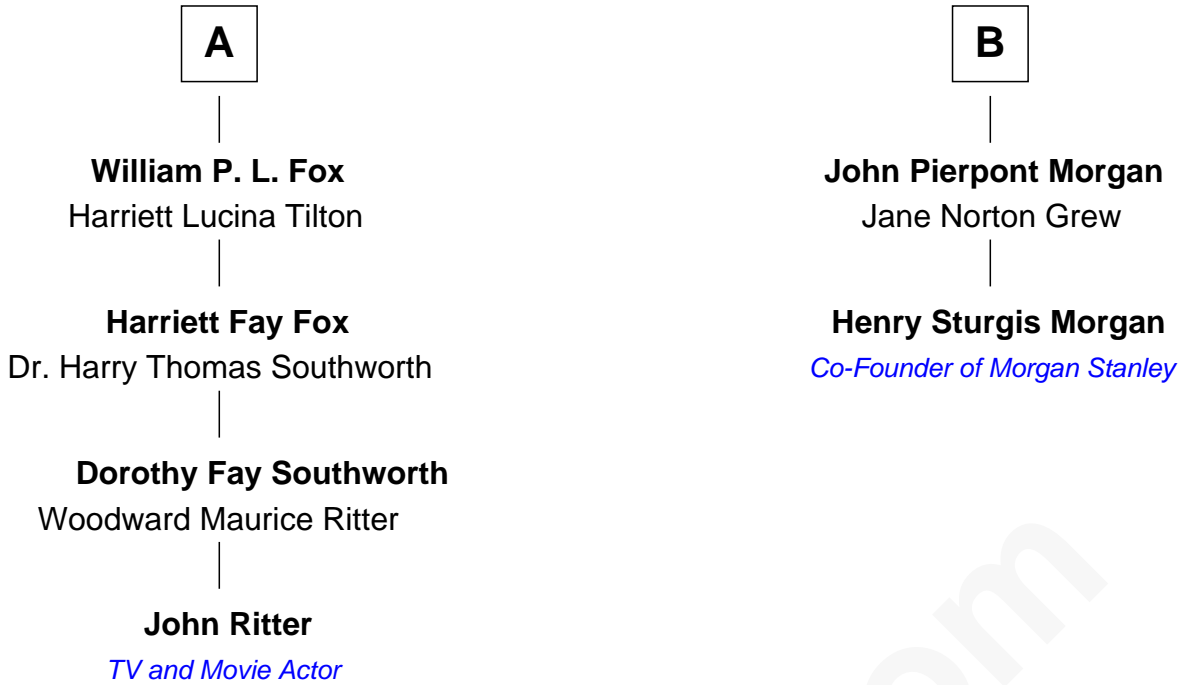 A
William P. L. Fox
Harriett Lucina Tilton
Harriett Fay Fox
Dr. Harry Thomas Southworth
Dorothy Fay Southworth
Woodward Maurice Ritter
John Ritter
TV and Movie Actor
B
John Pierpont Morgan
Jane Norton Grew
Henry Sturgis Morgan
Co-Founder of Morgan Stanley
om